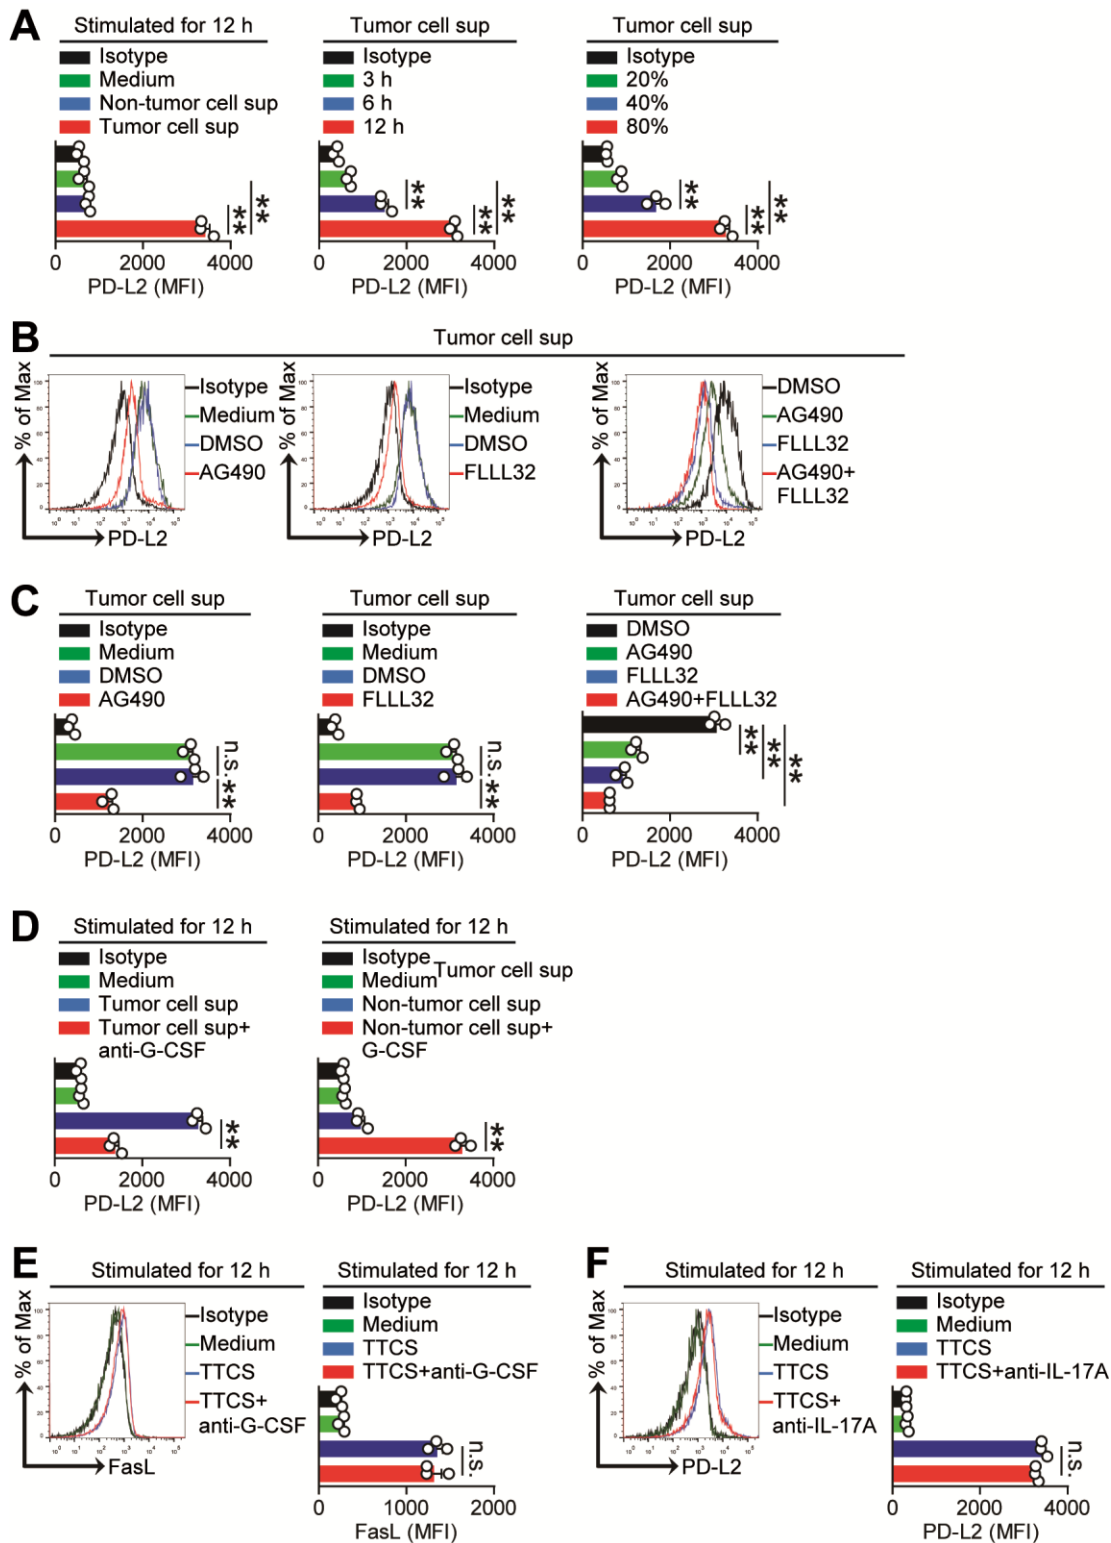 A
Stimulated for 12 h
Isotype
Medium
Non-tumor cell sup
Tumor cell sup
**
**
0 2000 4000
PD-L2 (MFI)
Tumor cell sup
Isotype
3 h
6 h
12 h
**
**
**
0 2000 4000
PD-L2 (MFI)
Tumor cell sup
Isotype
20%
40%
80%
**
**
**
0 2000 4000
PD-L2 (MFI)
B
Tumor cell sup
% of Max
Isotype
Medium
DMSO
AG490
PD-L2
% of Max
Isotype
Medium
DMSO
FLLL32
PD-L2
% of Max
DMSO
AG490
FLLL32
AG490+
FLLL32
PD-L2
C
Tumor cell sup
Isotype
Medium
DMSO
AG490
n.s.
**
0 2000 4000
PD-L2 (MFI)
Tumor cell sup
Isotype
Medium
DMSO
FLLL32
n.s.
**
0 2000 4000
PD-L2 (MFI)
Tumor cell sup
DMSO
AG490
FLLL32
AG490+FLLL32
**
**
**
0 2000 4000
PD-L2 (MFI)
D
Stimulated for 12 h
Isotype
Medium
Tumor cell sup
Tumor cell sup+
anti-G-CSF
**
0 2000 4000
PD-L2 (MFI)
Stimulated for 12 h
Isotype
Medium
Tumor cell sup
Non-tumor cell sup
Non-tumor cell sup+
G-CSF
**
0 2000 4000
PD-L2 (MFI)
E
Stimulated for 12 h
% of Max
Isotype
Medium
TTCS
TTCS+
anti-G-CSF
FasL
Stimulated for 12 h
Isotype
Medium
TTCS
TTCS+anti-G-CSF
n.s.
0 1000 2000
FasL (MFI)
F
Stimulated for 12 h
% of Max
Isotype
Medium
TTCS
TTCS+
anti-IL-17A
PD-L2
Stimulated for 12 h
Isotype
Medium
TTCS
TTCS+anti-IL-17A
n.s.
0 2000 4000
PD-L2 (MFI)